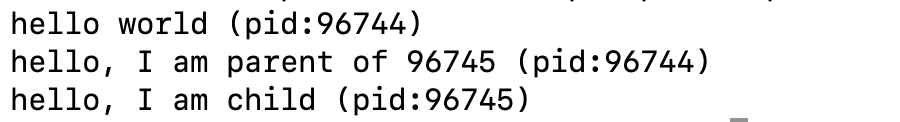 hello world (pid:96744)
hello, I am parent of 96745 (pid:96744)
hello, I am child (pid:96745)